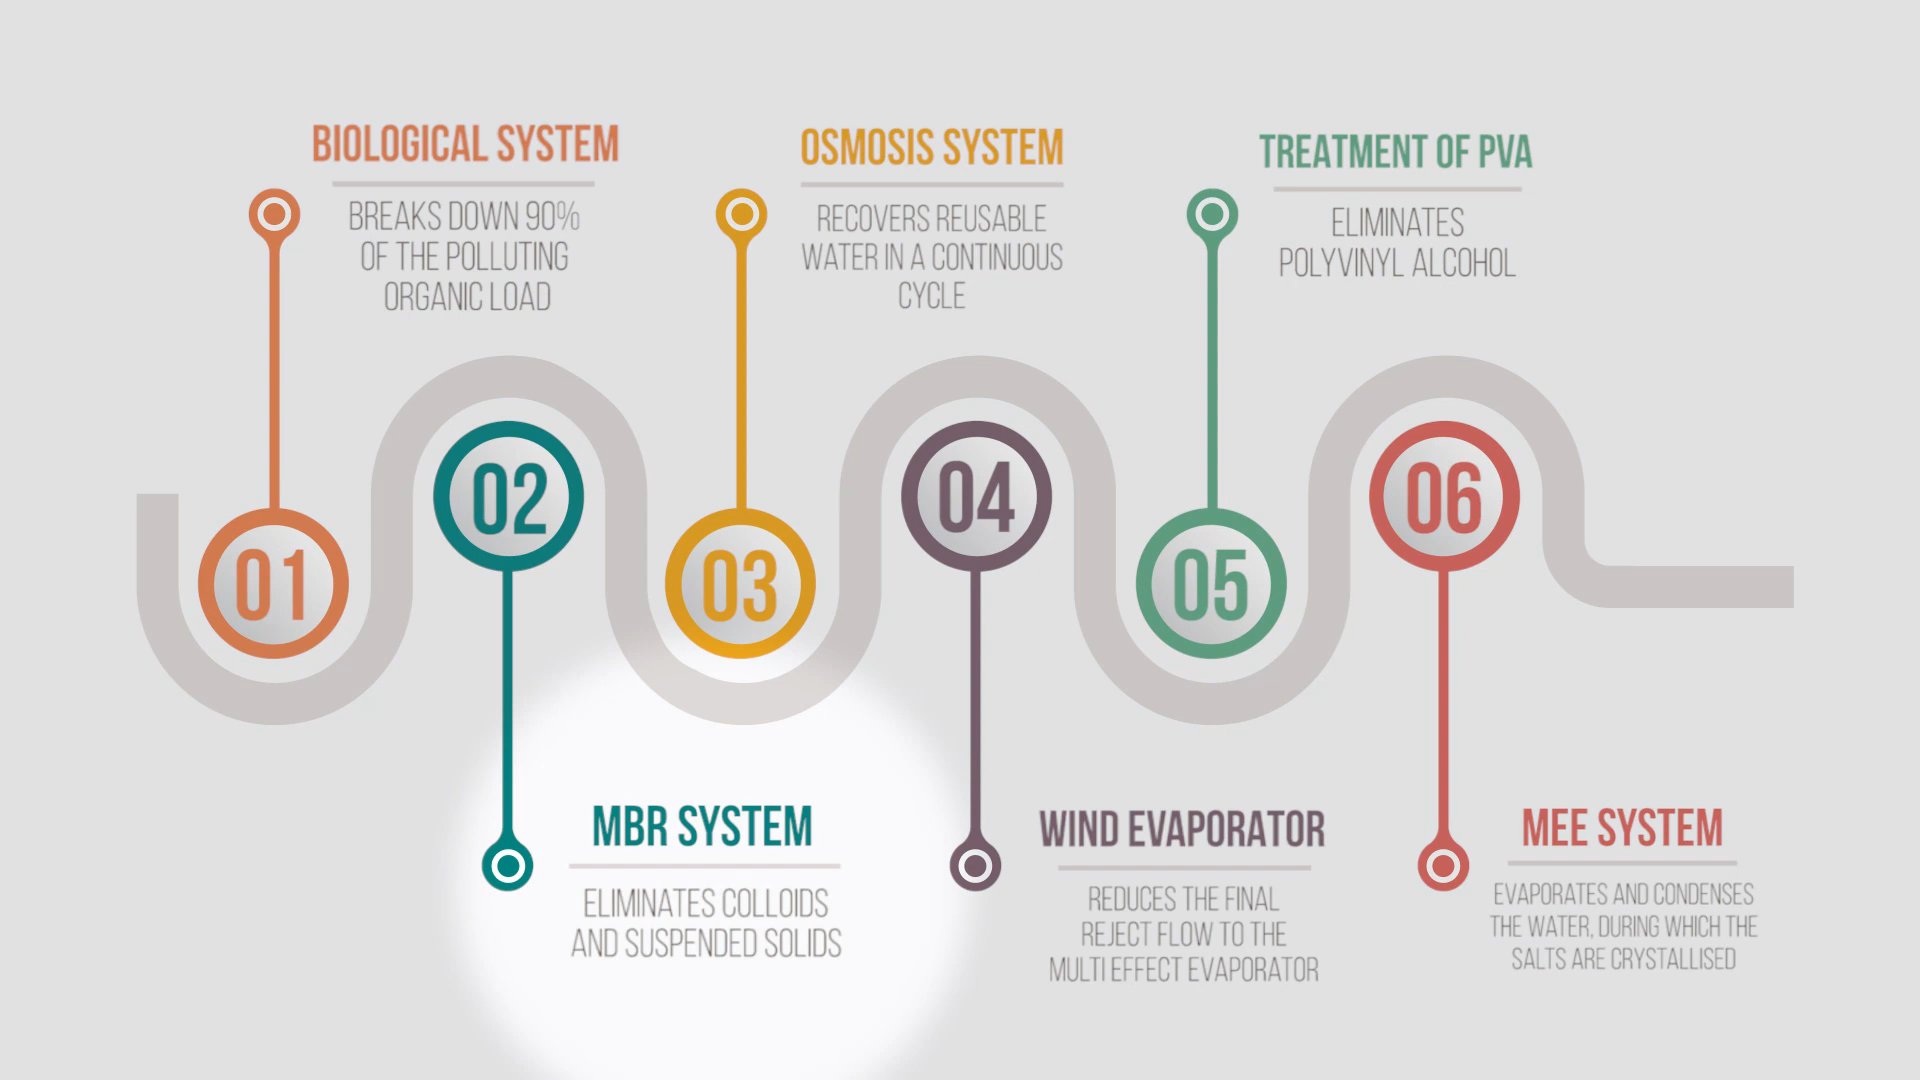 BIOLOGICAL SYSTEM
BREAKS DOWN 90%
OF THE POLLUTING
ORGANIC LOAD
01
02
MBR SYSTEM
ELIMINATES COLLOIDS
AND SUSPENDED SOLIDS
OSMOSIS SYSTEM
RECOVERS REUSABLE
WATER IN A CONTINUOUS
CYCLE
03
04
WIND EVAPORATOR
REDUCES THE FINAL
REJECT FLOW TO THE
MULTI EFFECT EVAPORATOR
TREATMENT OF PVA
ELIMINATES
POLYVINYL ALCOHOL
05
06
MEE SYSTEM
EVAPORATES AND CONDENSES
THE WATER, DURING WHICH THE
SALTS ARE CRYSTALLISED